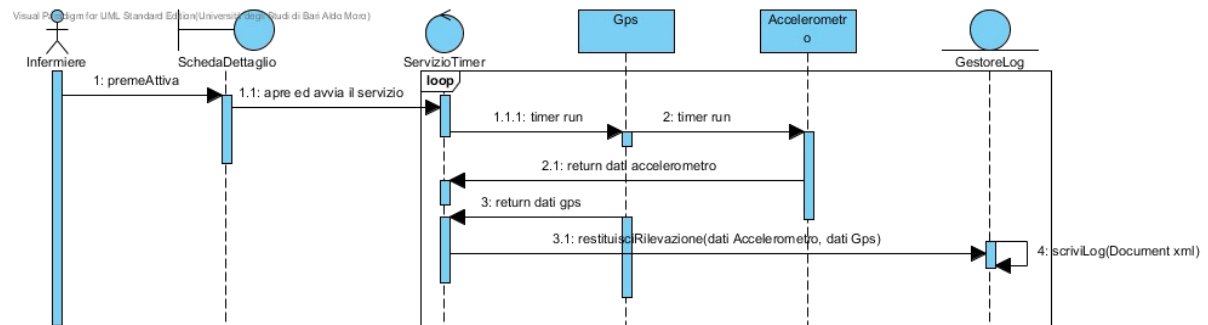 Visual Paradigm for UML Standard Edition(Università degli Studi di Bari Aldo Moro)
Infermiere
SchedaDettaglio
ServizioTimer
Gps
Accelerometr
o
GestoreLog
loop
1: premeAttiva
1.1: apre ed avvia il servizio
1.1.1: timer run
2: timer run
2.1: return dati accelerometro
3: return dati gps
3.1: restituisciRilevazione(dati Accelerometro, dati Gps)
4: scriviLog(Document xml)